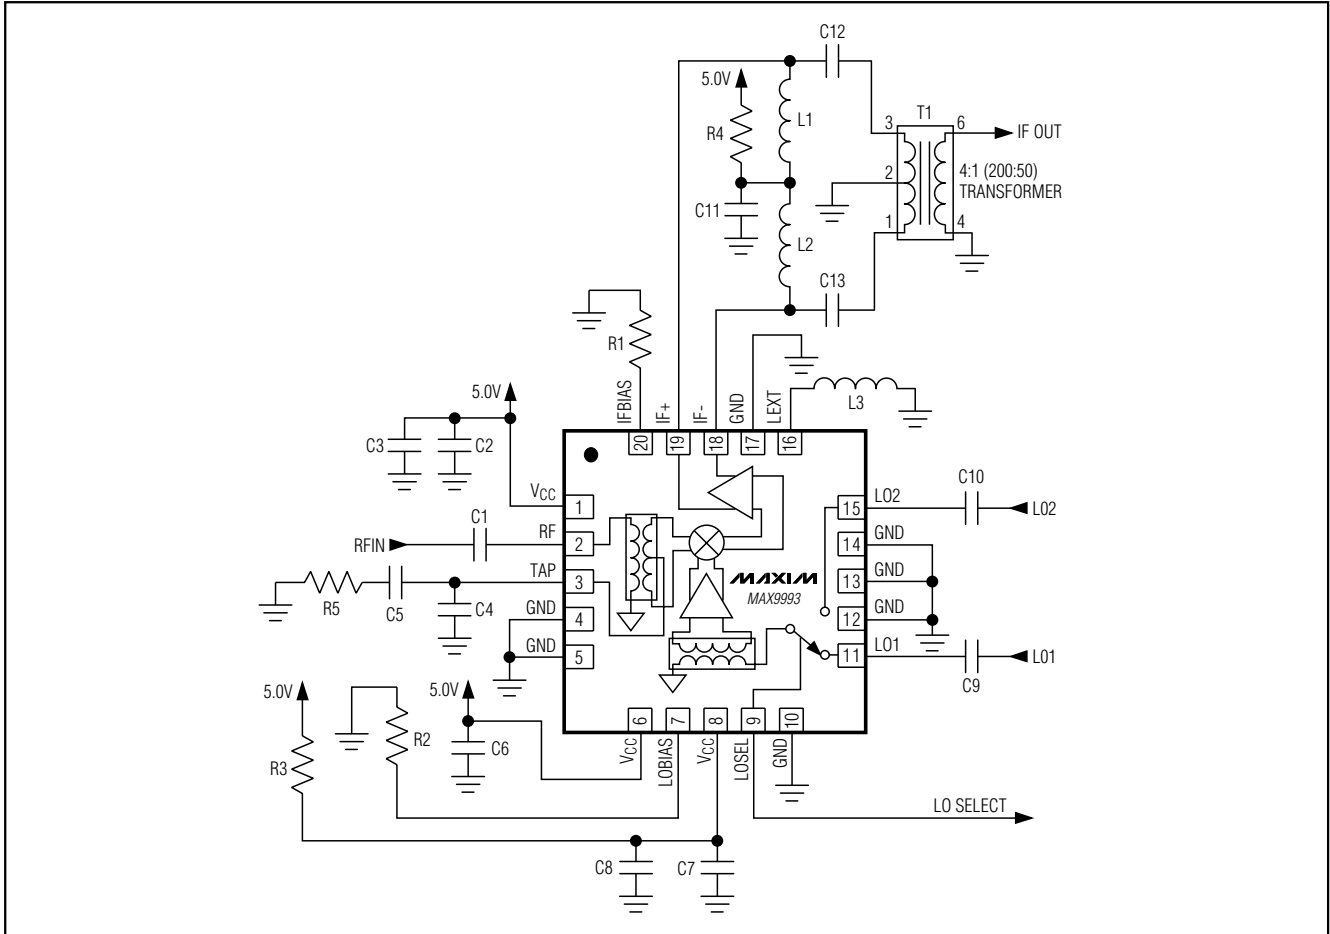 C12
5.0V
T1
R4
L1
3
6
IF OUT
2
4:1 (200:50)
TRANSFORMER
C11
L2
1
4
C13
R1
IFBIAS
IF+
IF-
GND
LEXT
L3
5.0V
20
19
18
17
16
C3
C2
C10
VCC
1
15
LO2
LO2
C1
RFIN
RF
2
14
GND
TAP
3
MAXIM
MAX9993
13
GND
R5
C5
C4
GND
4
12
GND
GND
5
11
LO1
LO1
C9
5.0V
5.0V
R2
C6
6
7
8
9
10
R3
VCC
LOBIAS
VCC
LOSEL
GND
LO SELECT
C8
C7